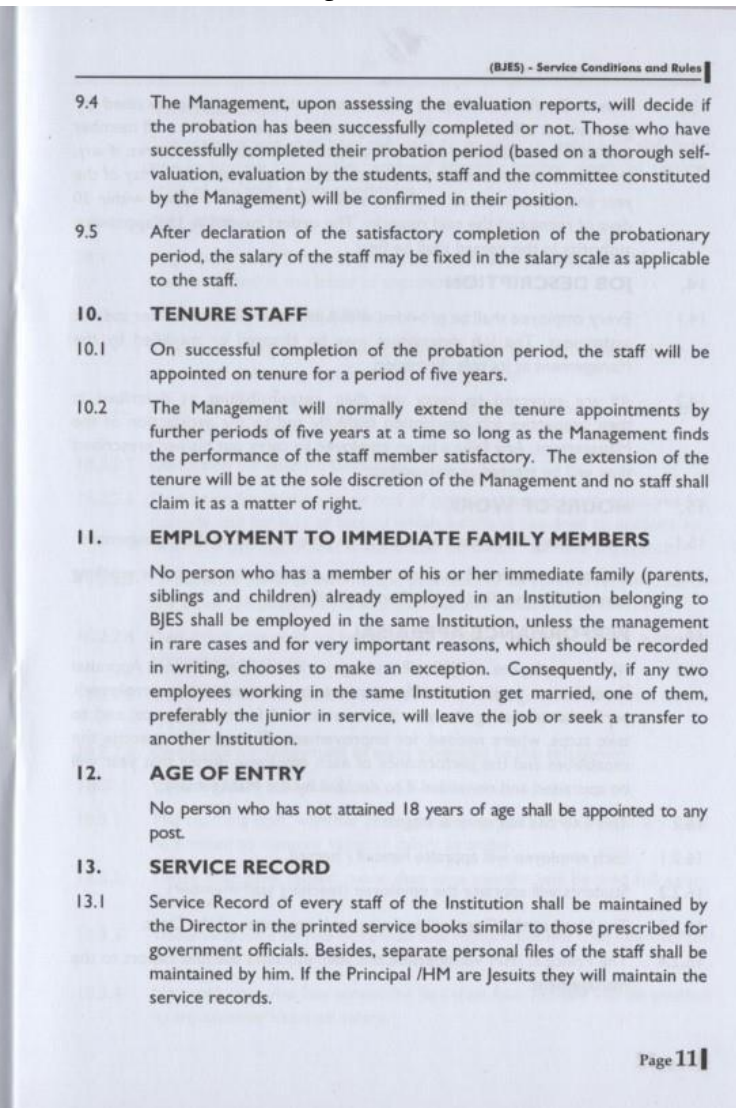 (BJES) - Service Conditions and Rules
9.4 The Management, upon assessing the evaluation reports, will decide if
the probation has been successfully completed or not. Those who have
successfully completed their probation period (based on a thorough self-
valuation, evaluation by the students, staff and the committee constituted
by the Management) will be confirmed in their position.
9.5 After declaration of the satisfactory completion of the probationary
period, the salary of the staff may be fixed in the salary scale as applicable
to the staff.
10. TENURE STAFF
10.1 On successful completion of the probation period, the staff will be
appointed on tenure for a period of five years.
10.2 The Management will normally extend the tenure appointments by
further periods of five years at a time so long as the Management finds
the performance of the staff member satisfactory. The extension of the
tenure will be at the sole discretion of the Management and no staff shall
claim it as a matter of right.
11. EMPLOYMENT TO IMMEDIATE FAMILY MEMBERS
No person who has a member of his or her immediate family (parents,
siblings and children) already employed in an Institution belonging to
BJES shall be employed in the same Institution, unless the management
in rare cases and for very important reasons, which should be recorded
in writing, chooses to make an exception. Consequently, if any two
employees working in the same Institution get married, one of them,
preferably the junior in service, will leave the job or seek a transfer to
another Institution.
12. AGE OF ENTRY
No person who has not attained 18 years of age shall be appointed to any
post.
13. SERVICE RECORD
13.1 Service Record of every staff of the Institution shall be maintained by
the Director in the printed service books similar to those prescribed for
government officials. Besides, separate personal files of the staff shall be
maintained by him. If the Principal /HM are Jesuits they will maintain the
service records.
Page 11